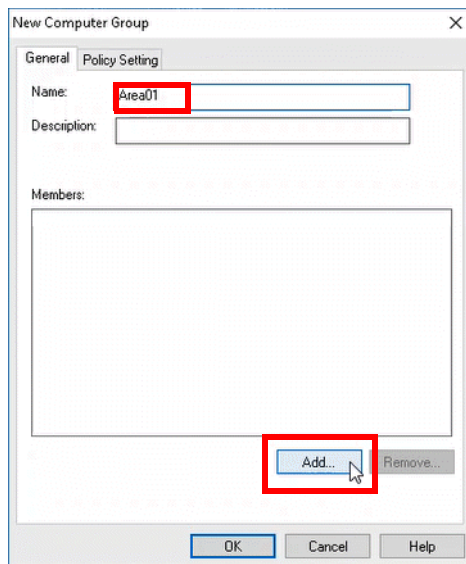 New Computer Group
General Policy Setting
Name: Area01
Description:
Members:
Add... Remove...
OK Cancel Help